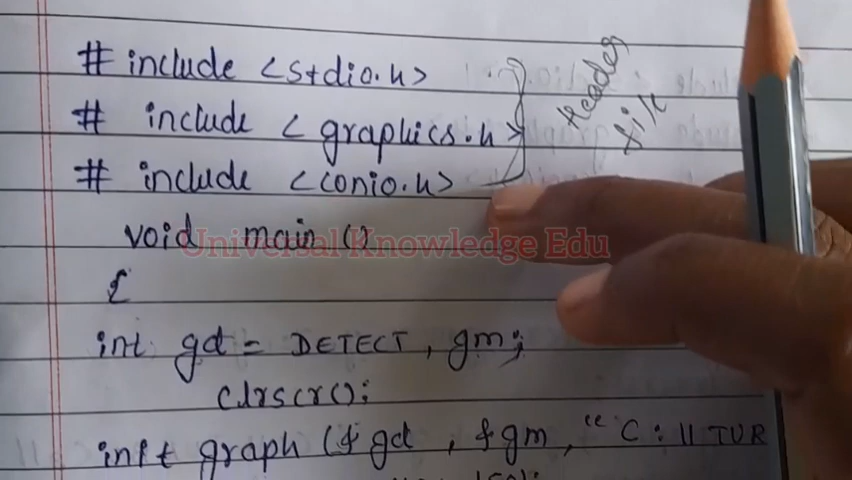 # include <stdio.h>
# include <graphics.h>
# include <conio.h>
Header file
void main ()
Universal Knowledge Edu
{
int gd = DETECT, gm;
clrscr();
init graph (&gd, &gm, "C:\\TUR